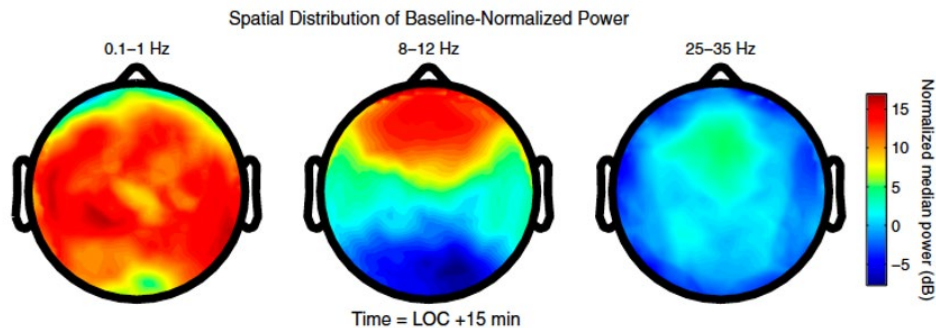 Spatial Distribution of Baseline-Normalized Power
0.1–1 Hz
8–12 Hz
25–35 Hz
15
10
5
0
−5
Normalized median power (dB)
Time = LOC +15 min